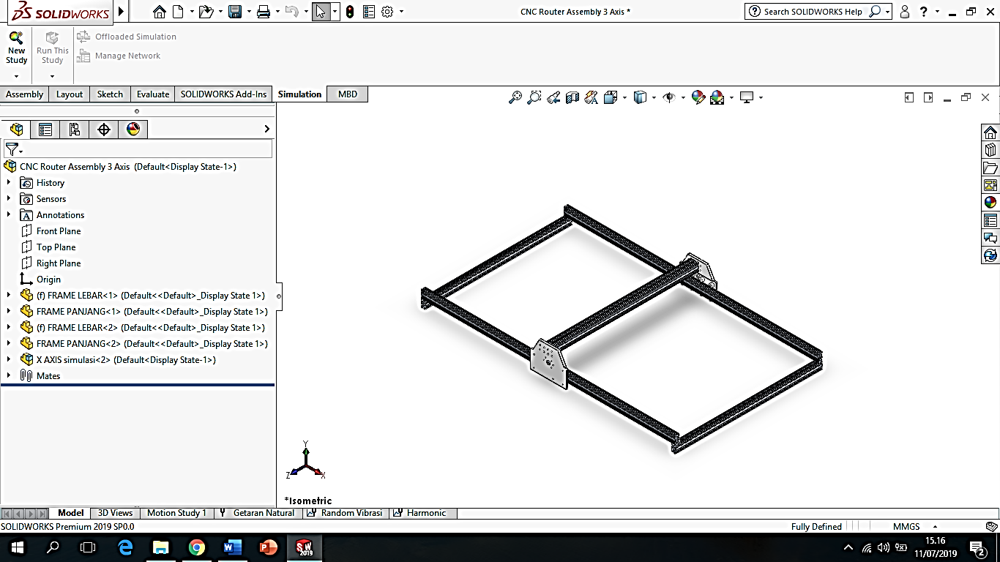 SOLIDWORKS
CNC Router Assembly 3 Axis *
Search SOLIDWORKS Help
New Study
Run This Study
Offloaded Simulation
Manage Network
Assembly
Layout
Sketch
Evaluate
SOLIDWORKS Add-Ins
Simulation
MBD
CNC Router Assembly 3 Axis (Default<Display State-1>)
History
Sensors
Annotations
Front Plane
Top Plane
Right Plane
Origin
(f) FRAME LEBAR<1> (Default<<Default>_Display State 1>)
FRAME PANJANG<1> (Default<<Default>_Display State 1>)
(f) FRAME LEBAR<2> (Default<<Default>_Display State 1>)
FRAME PANJANG<2> (Default<<Default>_Display State 1>)
X AXIS simulasi<2> (Default<Display State-1>)
Mates
Y
Z
X
*Isometric
Model
3D Views
Motion Study 1
Getaran Natural
Random Vibrasi
Harmonic
SOLIDWORKS Premium 2019 SP0.0
Fully Defined
MMGS
15.16
11/07/2019
2
SW
2019